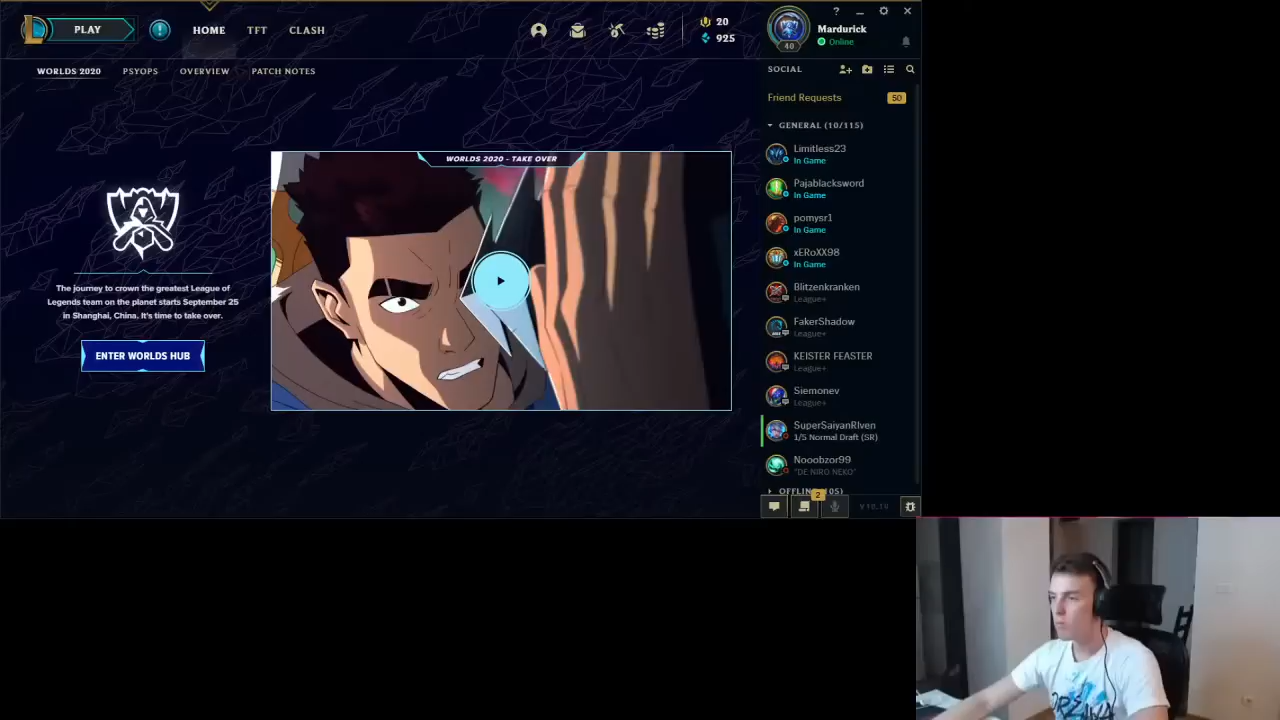 PLAY
HOME
TFT
CLASH
20
925
?
Mardurick
Online
40
WORLDS 2020
PSYOPS
OVERVIEW
PATCH NOTES
SOCIAL
Friend Requests
50
GENERAL (10/115)
Limitless23
In Game
Pajablacksword
In Game
pomysr1
In Game
xERoXX98
In Game
Blitzenkranken
League+
FakerShadow
League+
KEISTER FEASTER
League+
Siemonev
League+
SuperSaiyanRIven
1/5 Normal Draft (SR)
Nooobzor99
"DE NIRO NEKO"
2
WORLDS 2020 - TAKE OVER
The journey to crown the greatest League of
Legends team on the planet starts September 25
in Shanghai, China. It's time to take over.
ENTER WORLDS HUB